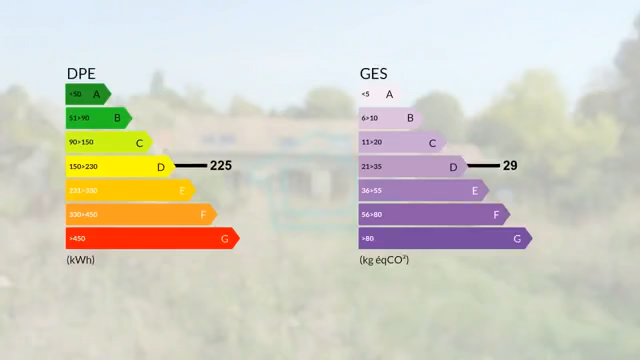 DPE
<50 A
51>90 B
90>150 C
150>230 D
225
231>330 E
330>450 F
>450 G
(kWh)
GES
<5 A
6>10 B
11>20 C
21>35 D
29
36>55 E
56>80 F
>80 G
(kg éqCO²)